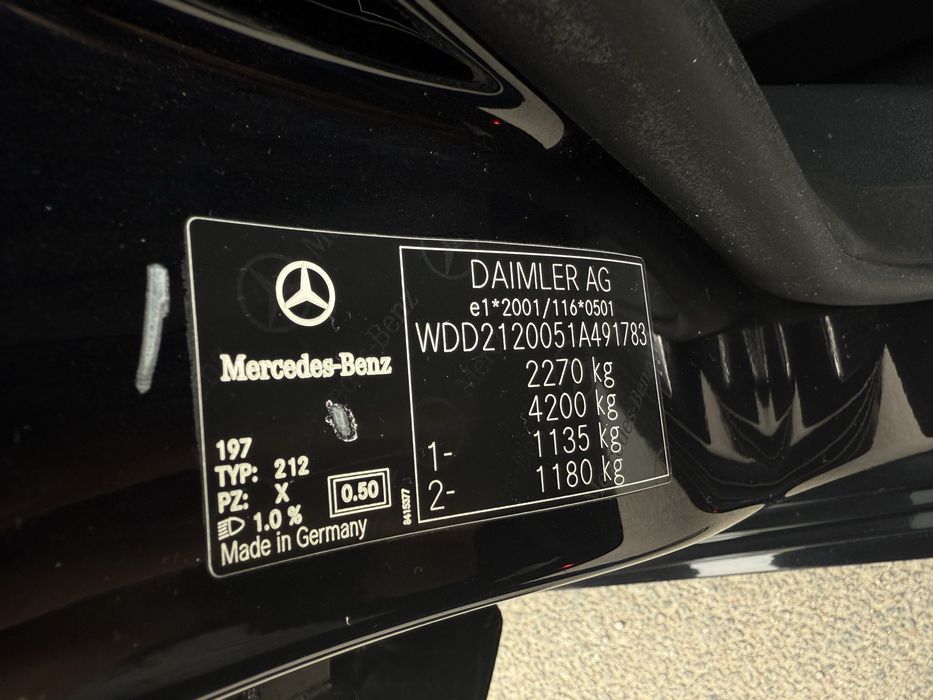 Mercedes-Benz
197
TYP: 212
PZ: X
0.50
1.0 %
Made in Germany
8415377
DAIMLER AG
e1*2001/116*0501
WDD2120051A491783
2270 kg
4200 kg
1- 1135 kg
2- 1180 kg